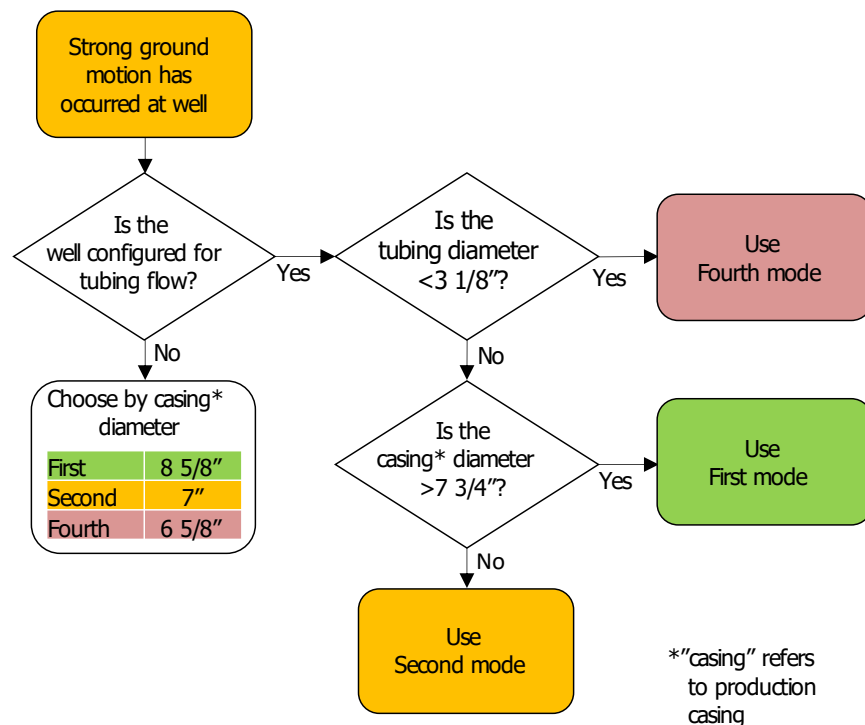 Strong ground
motion has
occurred at well
Is the
well configured for
tubing flow?
Yes
Is the
tubing diameter
<3 1/8″?
Yes
Use
Fourth mode
No
No
Choose by casing*
diameter
First 8 5/8″
Second 7″
Fourth 6 5/8″
Is the
casing* diameter
>7 3/4″?
Yes
Use
First mode
No
Use
Second mode
*″casing″ refers
to production
casing